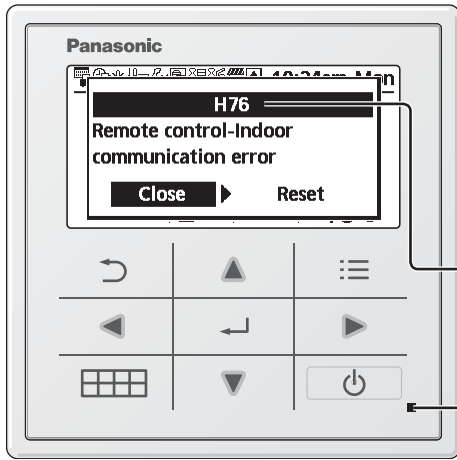 Panasonic
H76
Remote control-Indoor
communication error
Close Reset